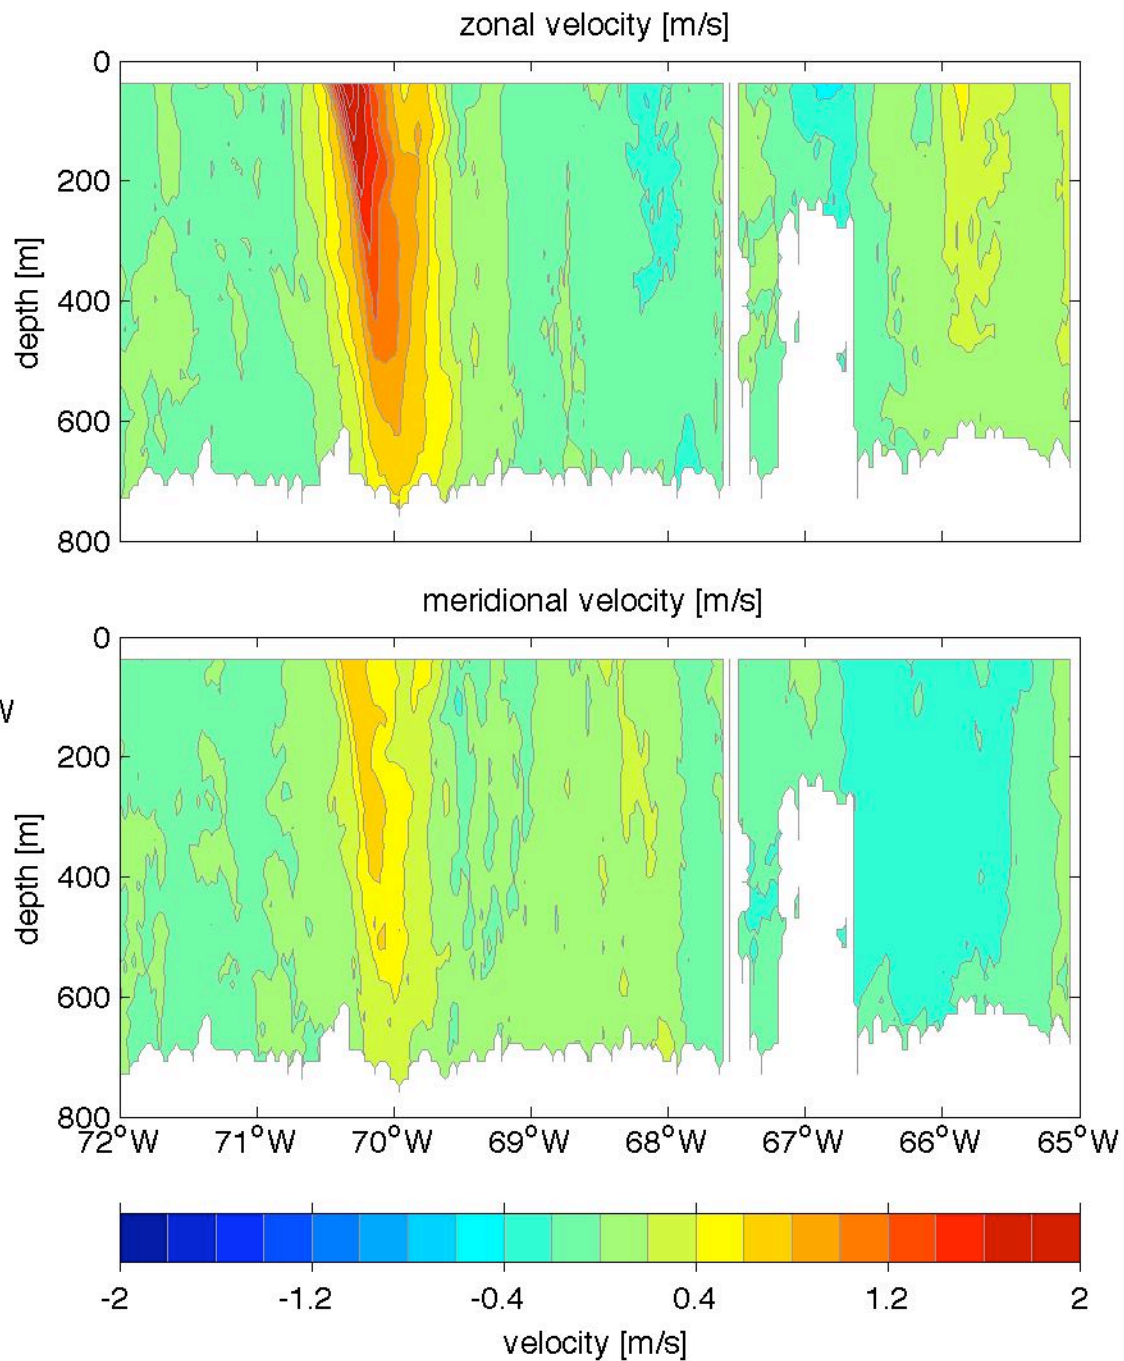 zonal velocity [m/s]
0
200
400
600
800
depth [m]
meridional velocity [m/s]
W
0
200
400
600
800
depth [m]
72°W 71°W 70°W 69°W 68°W 67°W 66°W 65°W
-2 -1.2 -0.4 0.4 1.2 2
velocity [m/s]